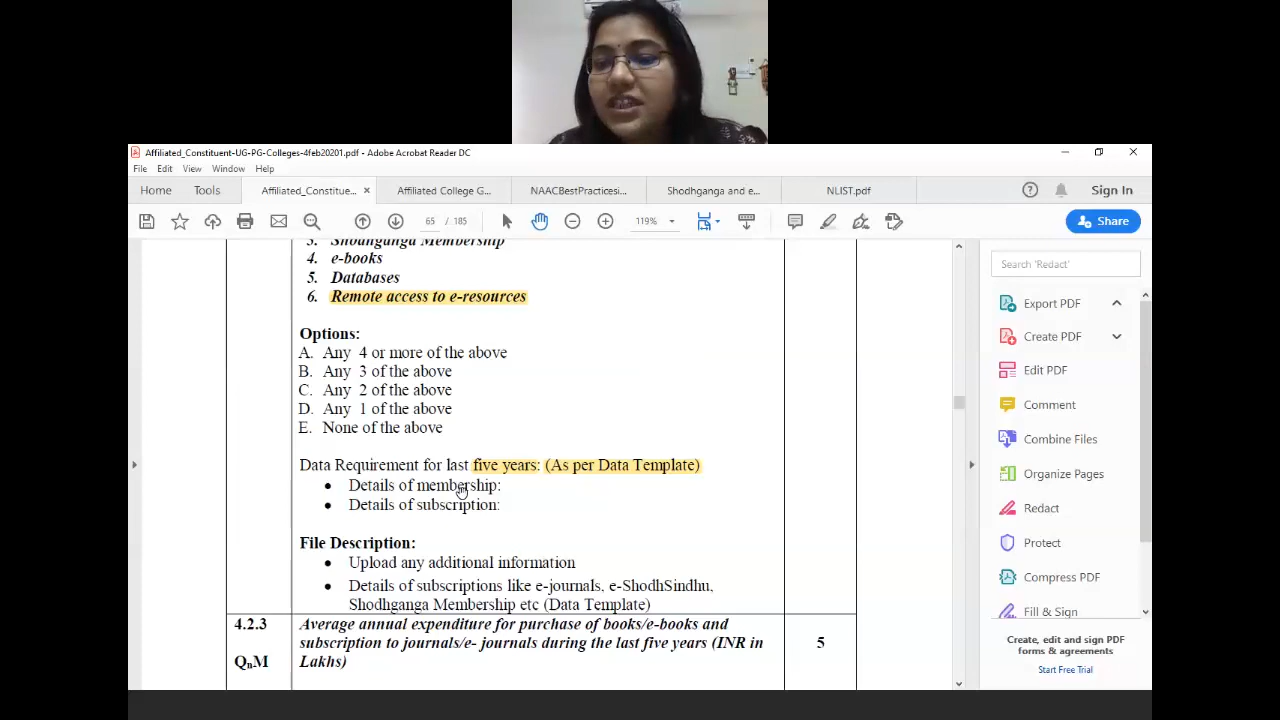 Affiliated_Constituent-UG-PG-Colleges-4feb20201.pdf - Adobe Acrobat Reader DC
File Edit View Window Help
Home Tools Affiliated_Constitue... × Affiliated College G... NAACBestPracticesi... Shodhganga and e... NLIST.pdf Sign In
65 / 185 119% Share
3. Shodhganga Membership
4. e-books
5. Databases
6. Remote access to e-resources
Options:
A. Any 4 or more of the above
B. Any 3 of the above
C. Any 2 of the above
D. Any 1 of the above
E. None of the above
Data Requirement for last five years: (As per Data Template)
• Details of membership:
• Details of subscription:
File Description:
• Upload any additional information
• Details of subscriptions like e-journals, e-ShodhSindhu,
Shodhganga Membership etc (Data Template)
4.2.3
QnM
Average annual expenditure for purchase of books/e-books and
subscription to journals/e- journals during the last five years (INR in
Lakhs)
5
Search 'Redact'
Export PDF
Create PDF
Edit PDF
Comment
Combine Files
Organize Pages
Redact
Protect
Compress PDF
Fill & Sign
Create, edit and sign PDF
forms & agreements
Start Free Trial